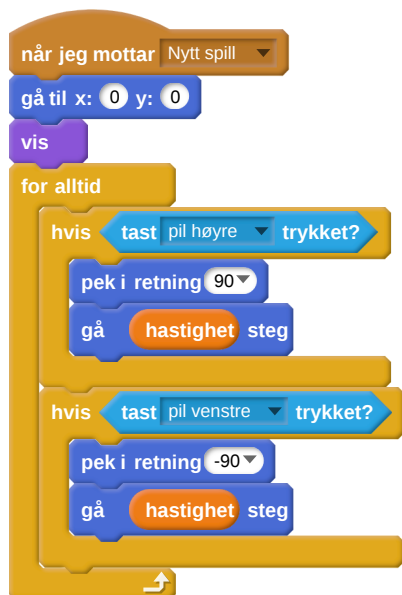 når jeg mottar Nytt spill
gå til x: 0 y: 0
vis
for alltid
hvis tast pil høyre trykket?
pek i retning 90
gå hastighet steg
hvis tast pil venstre trykket?
pek i retning -90
gå hastighet steg